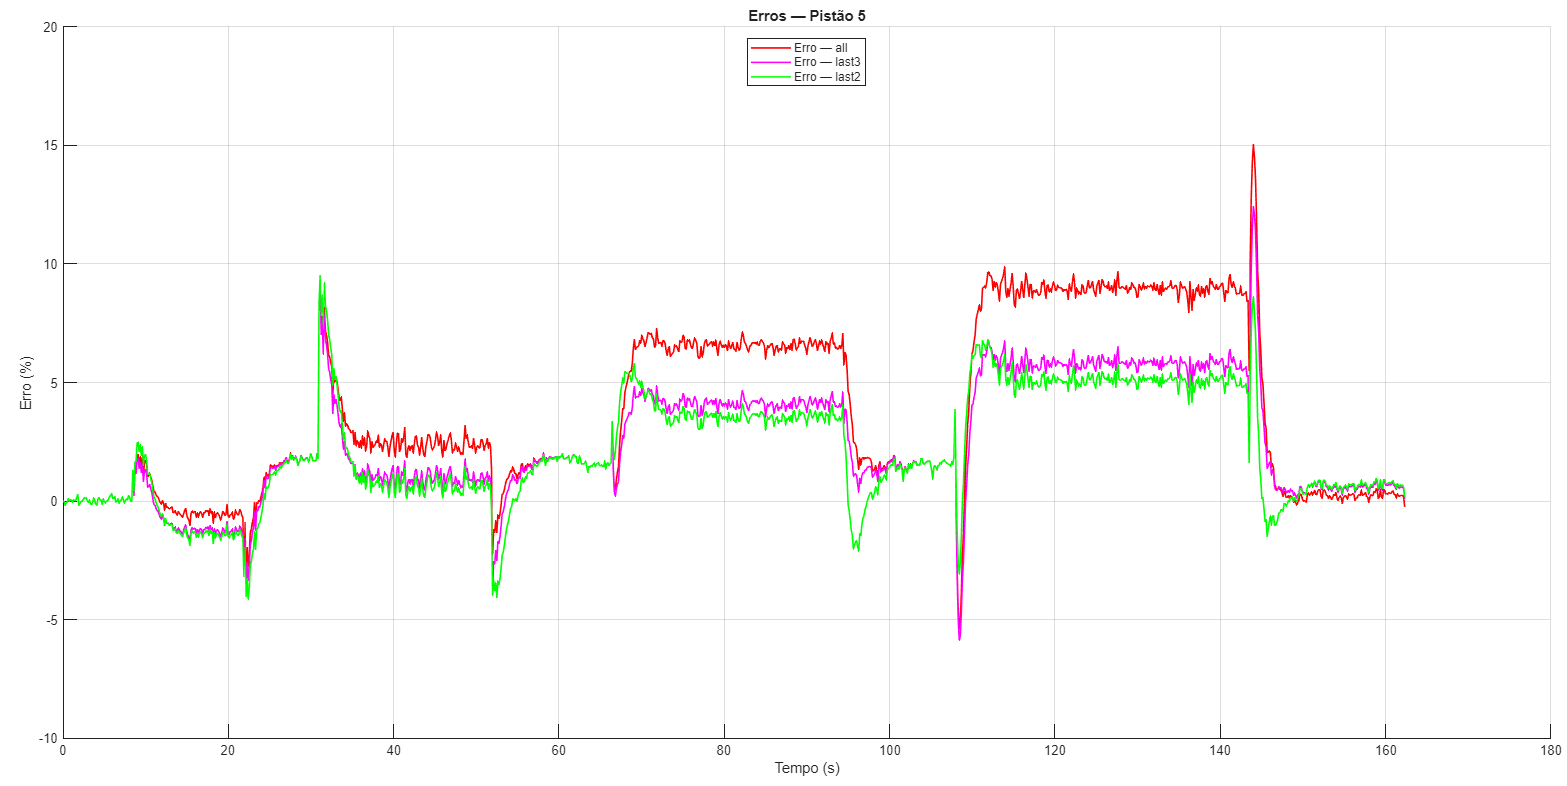 Erros — Pistão 5
Erro — all
Erro — last3
Erro — last2
20
15
10
5
0
-5
-10
Erro (%)
0 20 40 60 80 100 120 140 160 180
Tempo (s)